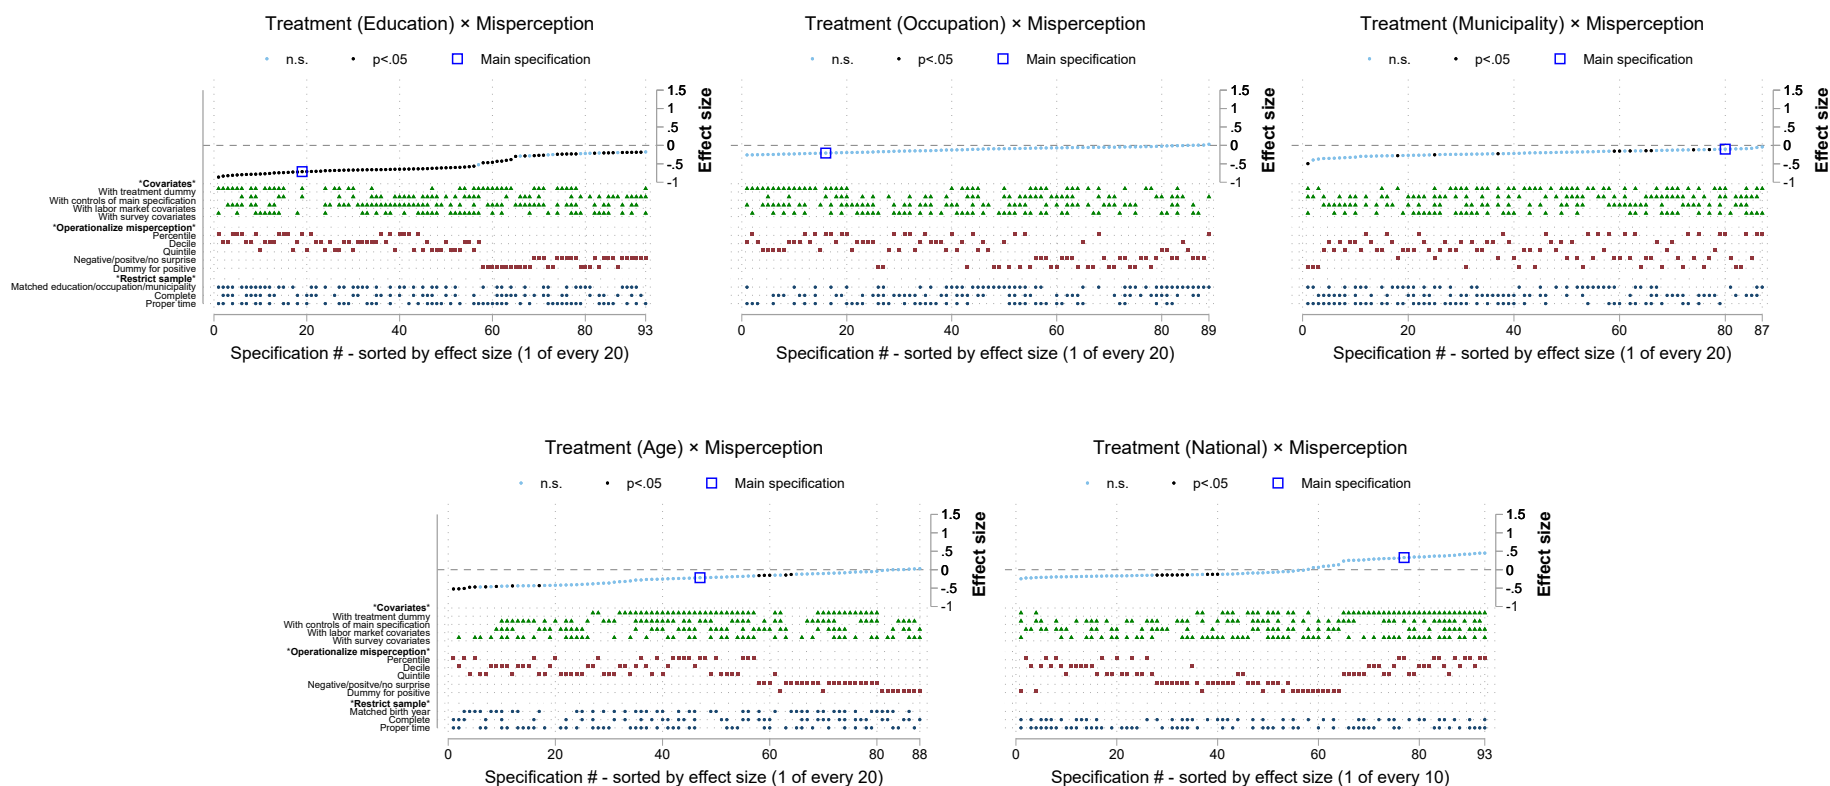 Treatment (Education) × Misperception
n.s. p<.05 Main specification
1.5
1
.5
0
-.5
-1
Effect size
*Covariates*
With treatment dummy
With controls of main specification
With labor market covariates
With survey covariates
*Operationalize misperception*
Percentile
Decile
Quintile
Negative/positve/no surprise
Dummy for positive
*Restrict sample*
Matched education/occupation/municipality
Complete
Proper time
0 20 40 60 80 93
Specification # - sorted by effect size (1 of every 20)
Treatment (Occupation) × Misperception
n.s. p<.05 Main specification
1.5
1
.5
0
-.5
-1
Effect size
0 20 40 60 80 89
Specification # - sorted by effect size (1 of every 20)
Treatment (Municipality) × Misperception
n.s. p<.05 Main specification
1.5
1
.5
0
-.5
-1
Effect size
0 20 40 60 80 87
Specification # - sorted by effect size (1 of every 20)
Treatment (Age) × Misperception
n.s. p<.05 Main specification
1.5
1
.5
0
-.5
-1
Effect size
*Covariates*
With treatment dummy
With controls of main specification
With labor market covariates
With survey covariates
*Operationalize misperception*
Percentile
Decile
Quintile
Negative/positve/no surprise
Dummy for positive
*Restrict sample*
Matched birth year
Complete
Proper time
0 20 40 60 80 88
Specification # - sorted by effect size (1 of every 20)
Treatment (National) × Misperception
n.s. p<.05 Main specification
1.5
1
.5
0
-.5
-1
Effect size
0 20 40 60 80 93
Specification # - sorted by effect size (1 of every 10)